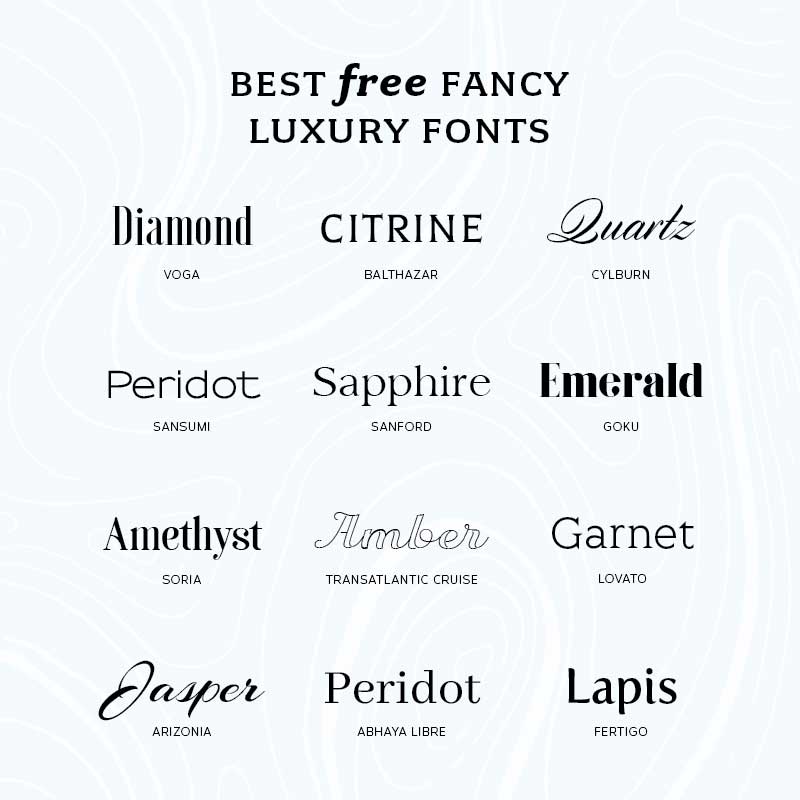 BEST free FANCY
LUXURY FONTS
Diamond CITRINE Quartz
VOGA BALTHAZAR CYLBURN
Peridot Sapphire Emerald
SANSUMI SANFORD GOKU
Amethyst Amber Garnet
SORIA TRANSATLANTIC CRUISE LOVATO
Jasper Peridot Lapis
ARIZONIA ABHAYA LIBRE FERTIGO